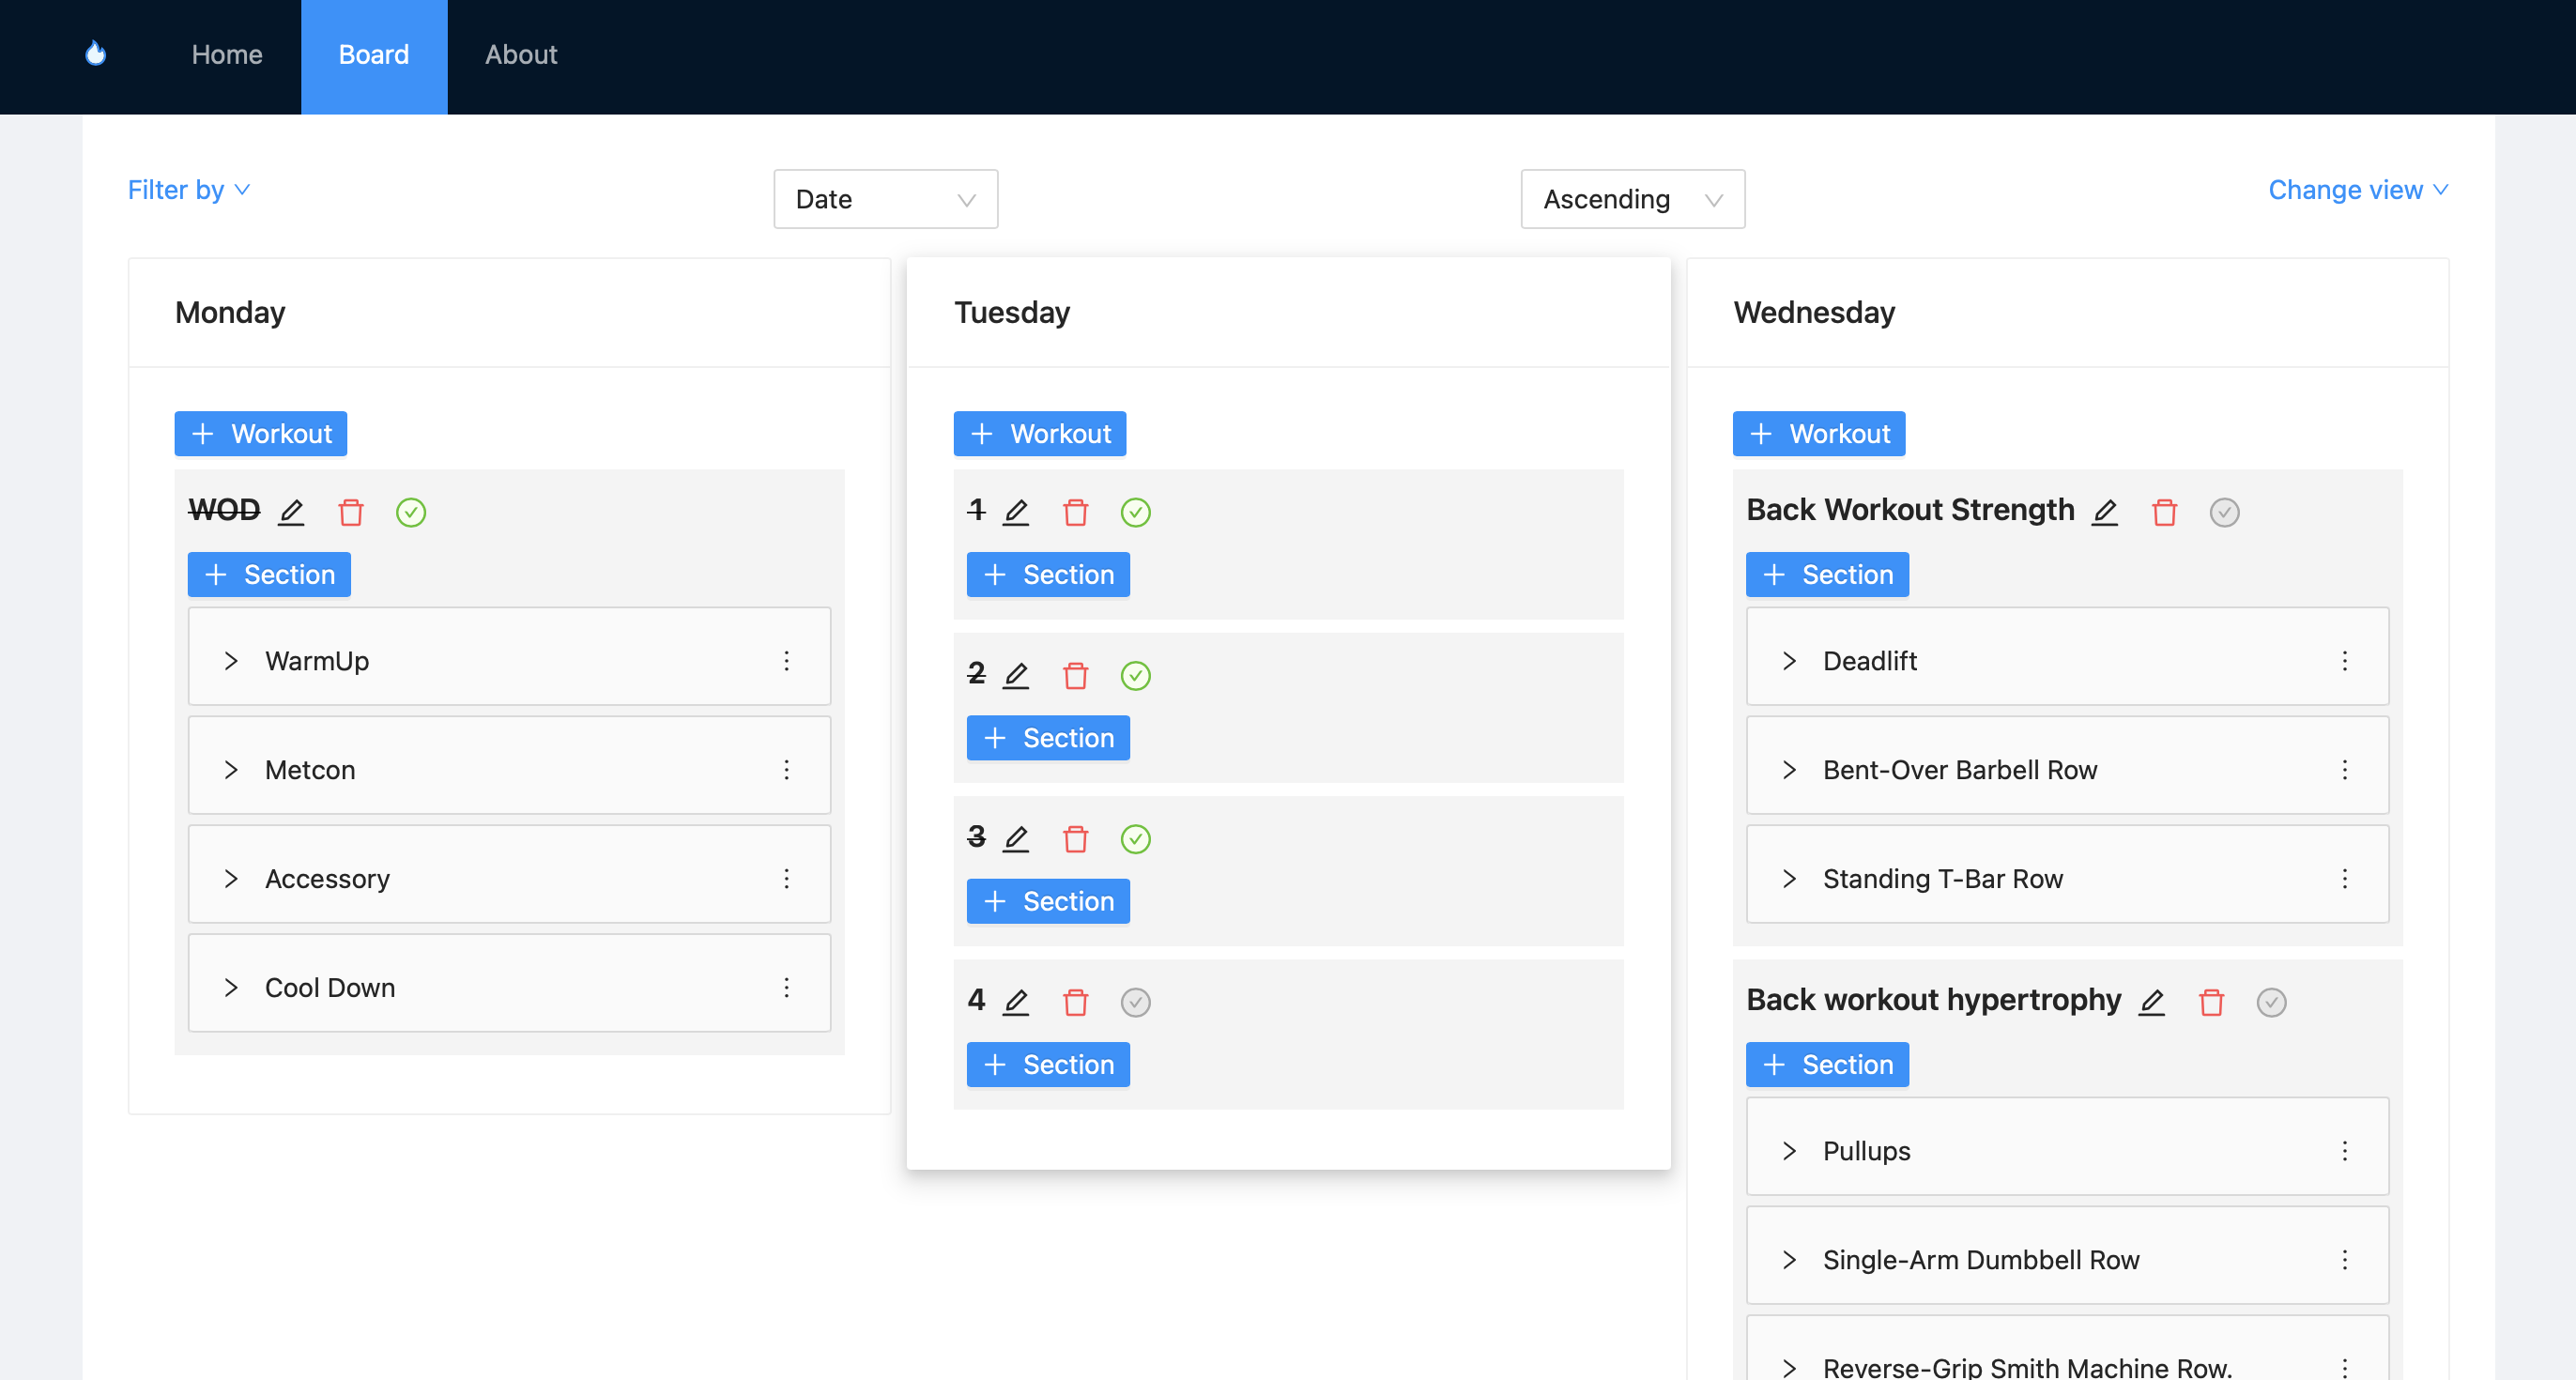 Home
Board
About
Filter by
Date
Ascending
Change view
Monday
Workout
WOD
Section
WarmUp
Metcon
Accessory
Cool Down
Tuesday
Workout
1
Section
2
Section
3
Section
4
Section
Wednesday
Workout
Back Workout Strength
Section
Deadlift
Bent-Over Barbell Row
Standing T-Bar Row
Back workout hypertrophy
Section
Pullups
Single-Arm Dumbbell Row
Reverse-Grip Smith Machine Row.